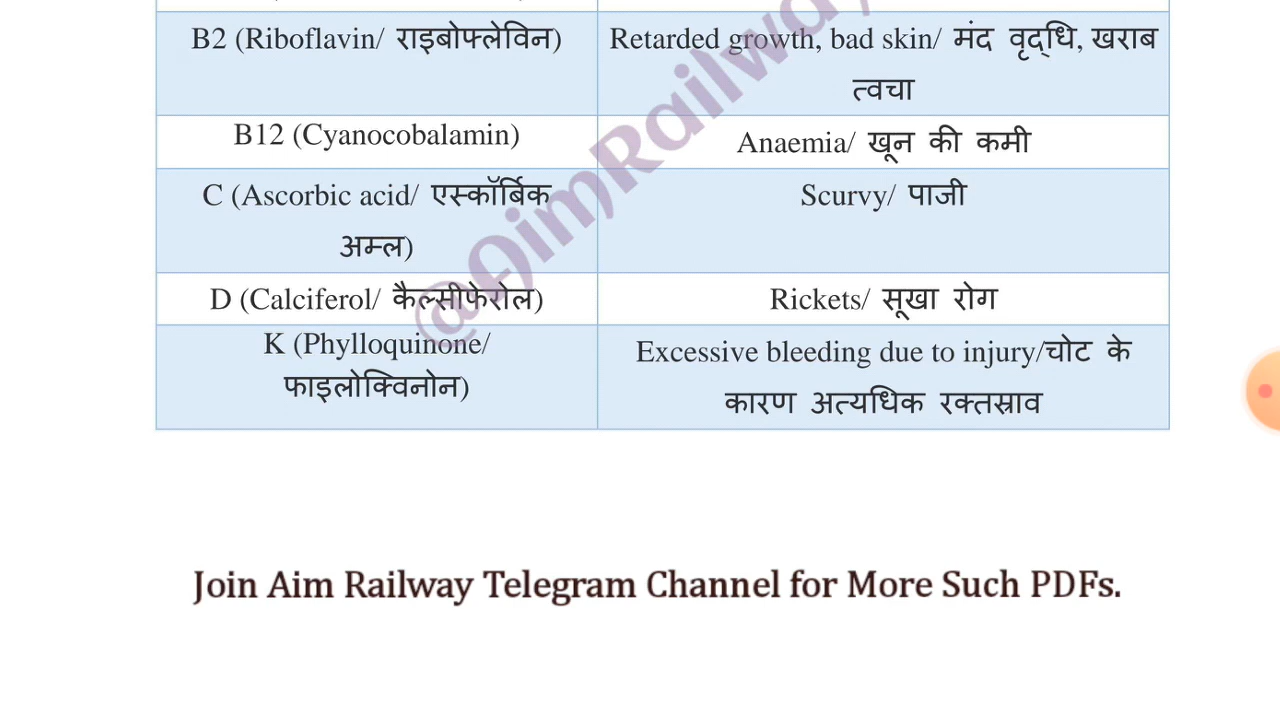 B2 (Riboflavin/ राइबोफ्लेविन)
Retarded growth, bad skin/ मंद वृद्धि, खराब
त्वचा
B12 (Cyanocobalamin)
Anaemia/ खून की कमी
C (Ascorbic acid/ एस्कॉर्बिक
अम्ल)
Scurvy/ पाजी
D (Calciferol/ कैल्सीफेरोल)
Rickets/ सूखा रोग
K (Phylloquinone/
फाइलोक्विनोन)
Excessive bleeding due to injury/चोट के
कारण अत्यधिक रक्तस्राव
@AimRailway
Join Aim Railway Telegram Channel for More Such PDFs.